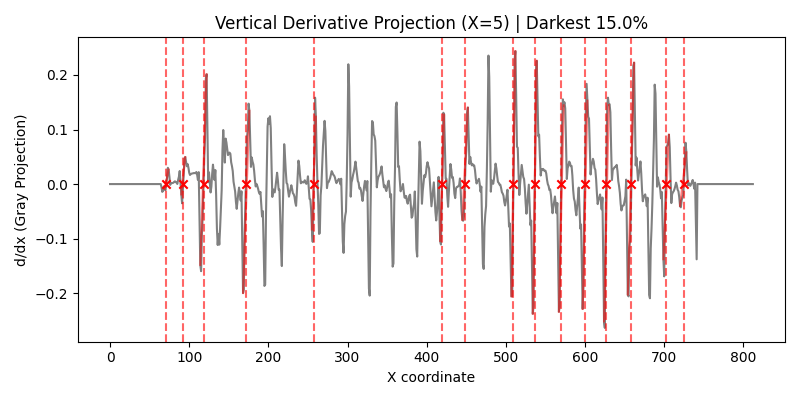 Vertical Derivative Projection (X=5) | Darkest 15.0%
d/dx (Gray Projection)
0.2
0.1
0.0
−0.1
−0.2
0 100 200 300 400 500 600 700 800
X coordinate